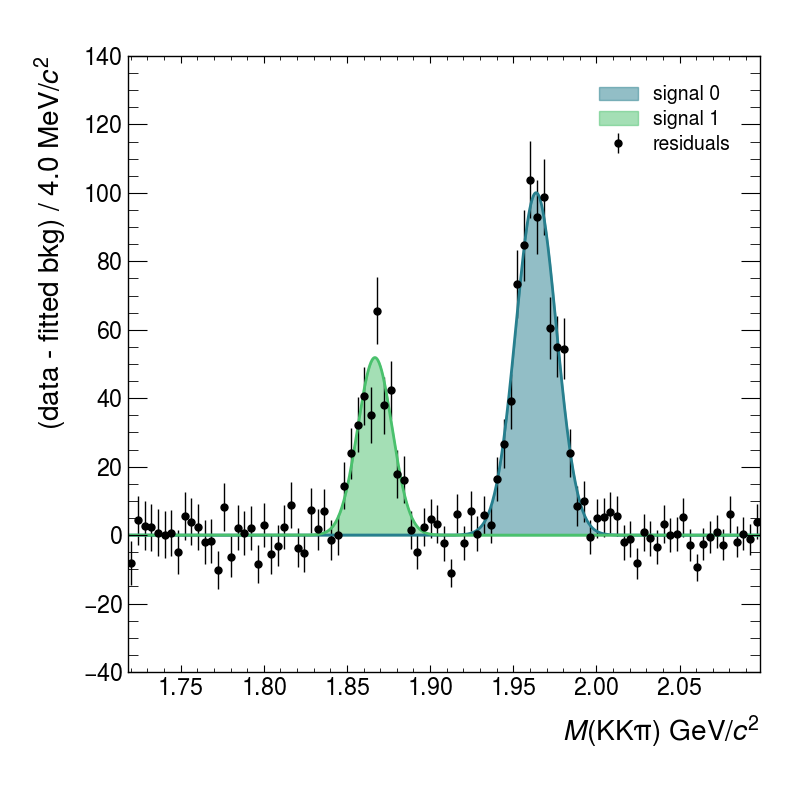 (data - fitted bkg) / 4.0 MeV/c²
140
120
100
80
60
40
20
0
−20
−40
signal 0
signal 1
residuals
1.75 1.80 1.85 1.90 1.95 2.00 2.05
M(KKπ) GeV/c²